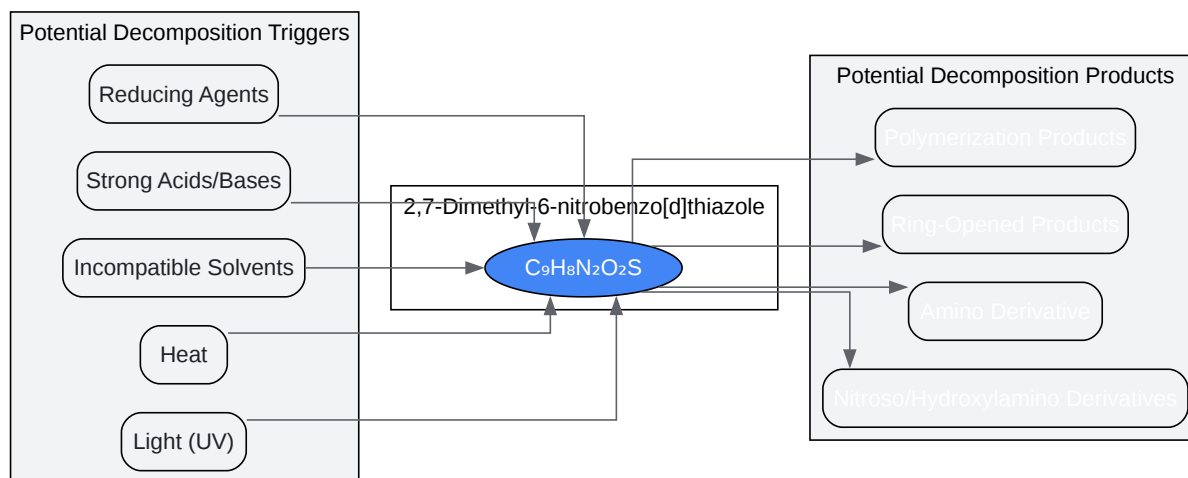 Potential Decomposition Triggers
Reducing Agents
Strong Acids/Bases
Incompatible Solvents
Heat
Light (UV)
2,7-Dimethyl-6-nitrobenzo[d]thiazole
C₉H₈N₂O₂S
Potential Decomposition Products
Polymerization Products
Ring-Opened Products
Amino Derivative
Nitroso/Hydroxylamino Derivatives